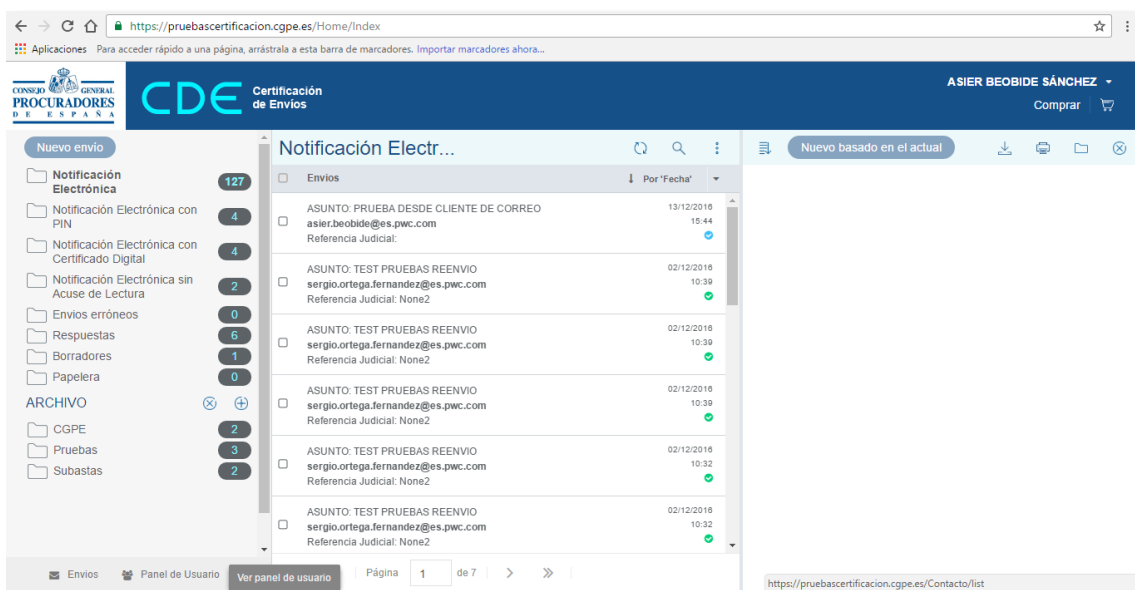 https://pruebascertificacion.cgpe.es/Home/Index
Aplicaciones Para acceder rápido a una página, arrástrala a esta barra de marcadores. Importar marcadores ahora...
CONSEJO GENERAL
PROCURADORES
DE ESPAÑA
CDE Certificación
de Envíos
ASIER BEOBIDE SÁNCHEZ
Comprar
Nuevo envío
Notificación
Electrónica
127
Notificación Electrónica con
PIN
4
Notificación Electrónica con
Certificado Digital
4
Notificación Electrónica sin
Acuse de Lectura
2
Envios erróneos 0
Respuestas 6
Borradores 1
Papelera 0
ARCHIVO
CGPE 2
Pruebas 3
Subastas 2
Envios Panel de Usuario
Ver panel de usuario
Notificación Electr...
Envios Por 'Fecha'
ASUNTO: PRUEBA DESDE CLIENTE DE CORREO 13/12/2016
asier.beobide@es.pwc.com 15:44
Referencia Judicial:
ASUNTO: TEST PRUEBAS REENVIO 02/12/2016
sergio.ortega.fernandez@es.pwc.com 10:39
Referencia Judicial: None2
ASUNTO: TEST PRUEBAS REENVIO 02/12/2016
sergio.ortega.fernandez@es.pwc.com 10:39
Referencia Judicial: None2
ASUNTO: TEST PRUEBAS REENVIO 02/12/2016
sergio.ortega.fernandez@es.pwc.com 10:39
Referencia Judicial: None2
ASUNTO: TEST PRUEBAS REENVIO 02/12/2016
sergio.ortega.fernandez@es.pwc.com 10:32
Referencia Judicial: None2
ASUNTO: TEST PRUEBAS REENVIO 02/12/2016
sergio.ortega.fernandez@es.pwc.com 10:32
Referencia Judicial: None2
Página 1 de 7
Nuevo basado en el actual
https://pruebascertificacion.cgpe.es/Contacto/list